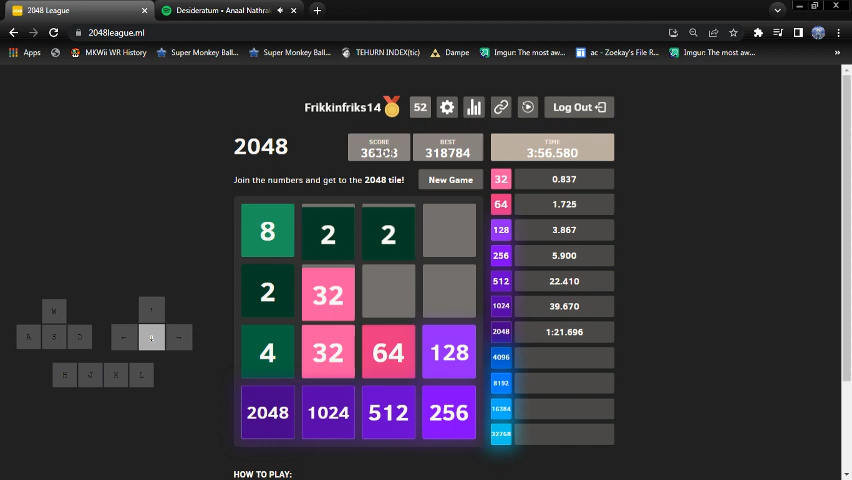 2048 League
Desideratum • Anaal Nathra
2048league.ml
Apps
MKWii WR History
Super Monkey Ball...
Super Monkey Ball...
TEHURN INDEX(tic)
Dampe
Imgur: The most aw...
ac - Zoekay's File R...
Imgur: The most aw...
Frikkinfriks14 52 Log Out
2048
SCORE
BEST
318784
TIME
3:56.580
Join the numbers and get to the 2048 tile!
New Game
8 2 2
2 32
4 32 64 128
2048 1024 512 256
32 0.837
64 1.725
128 3.867
256 5.900
512 22.410
1024 39.670
2048 1:21.696
4096
8192
16384
32768
W
A S D
↑
← →
H J K L
HOW TO PLAY: